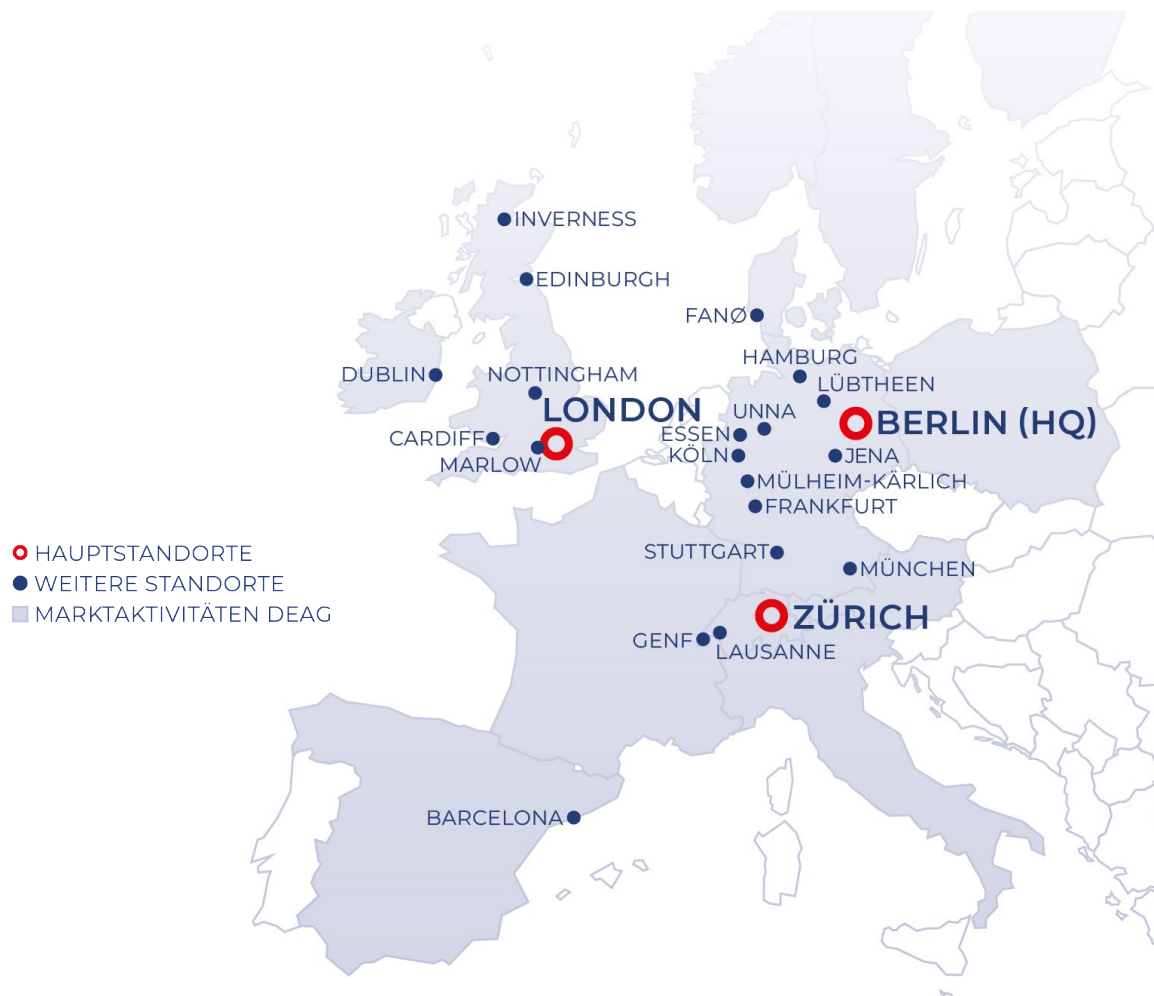 INVERNESS
EDINBURGH
FANØ
HAMBURG
DUBLIN
NOTTINGHAM
LÜBTHEEN
LONDON
UNNA
BERLIN (HQ)
ESSEN
CARDIFF
KÖLN
JENA
MARLOW
MÜLHEIM-KÄRLICH
FRANKFURT
STUTTGART
HAUPTSTANDORTE
MÜNCHEN
WEITERE STANDORTE
MARKTAKTIVITÄTEN DEAG
ZÜRICH
GENF
LAUSANNE
BARCELONA